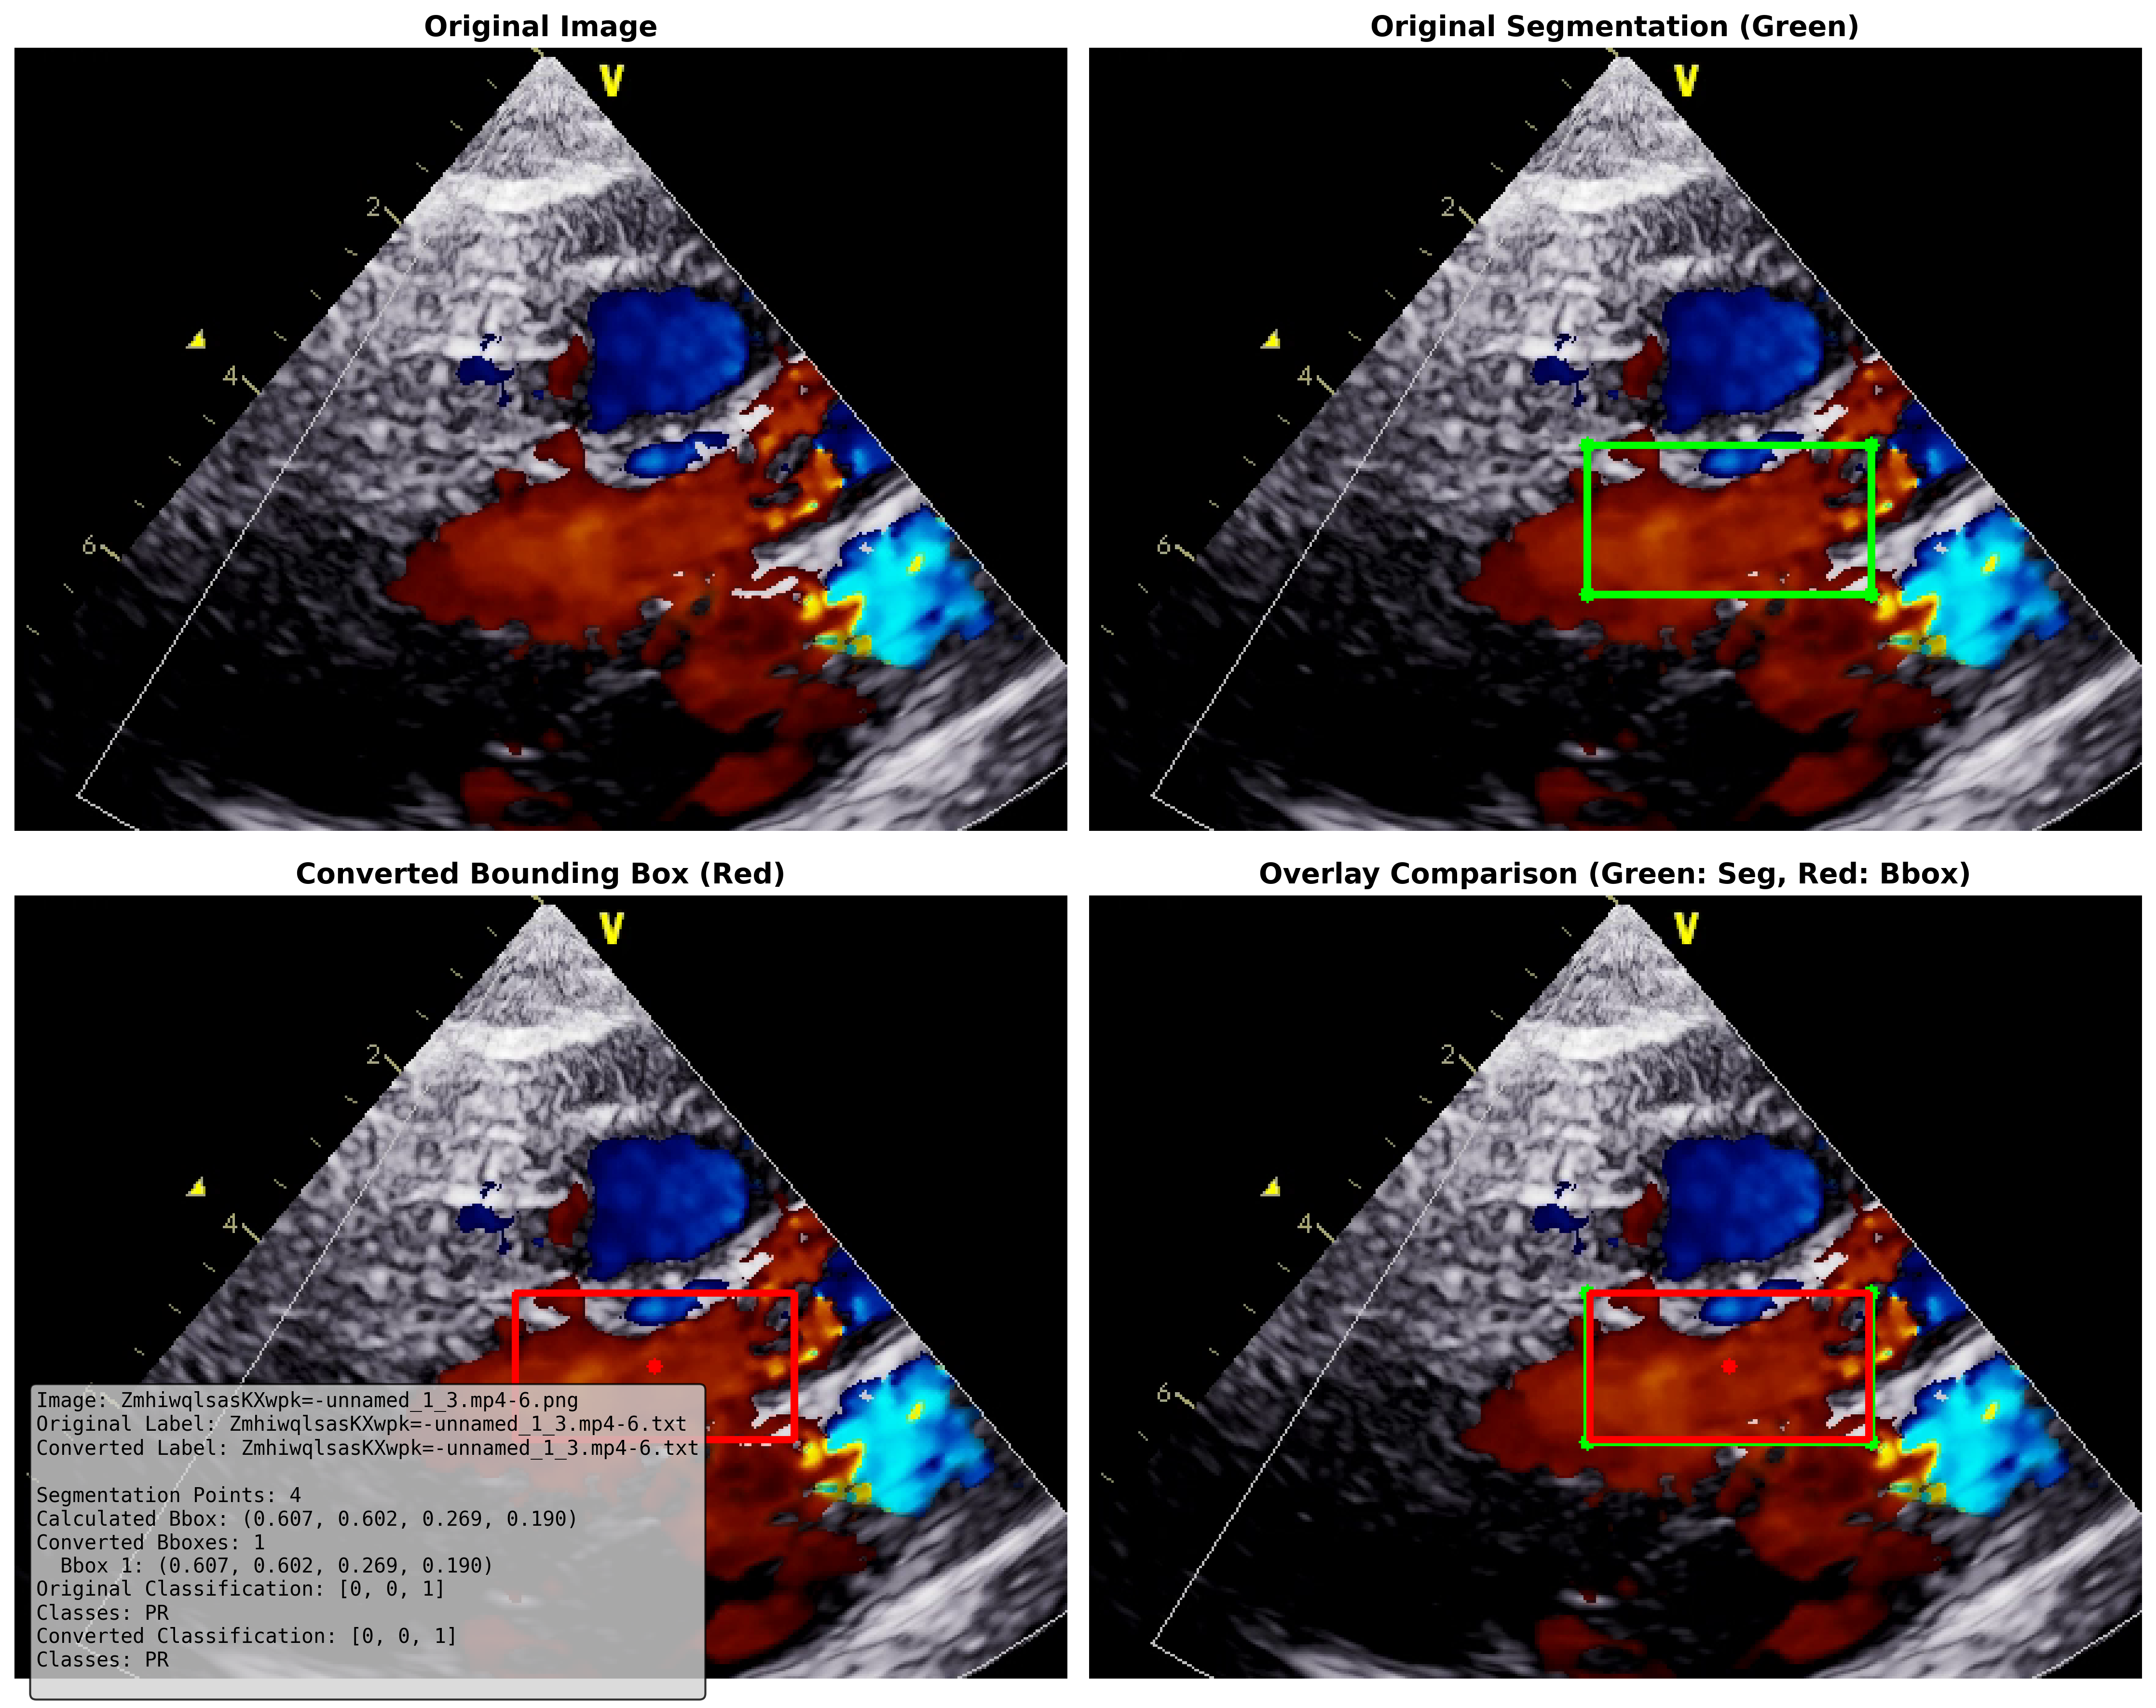 Original Image
Original Segmentation (Green)
V
2
4
6
V
2
4
6
Converted Bounding Box (Red)
Overlay Comparison (Green: Seg, Red: Bbox)
V
2
4
V
2
4
6
Image: ZmhiwqlsasKXwpk=-unnamed_1_3.mp4-6.png
Original Label: ZmhiwqlsasKXwpk=-unnamed_1_3.mp4-6.txt
Converted Label: ZmhiwqlsasKXwpk=-unnamed_1_3.mp4-6.txt
Segmentation Points: 4
Calculated Bbox: (0.607, 0.602, 0.269, 0.190)
Converted Bboxes: 1
Bbox 1: (0.607, 0.602, 0.269, 0.190)
Original Classification: [0, 0, 1]
Classes: PR
Converted Classification: [0, 0, 1]
Classes: PR